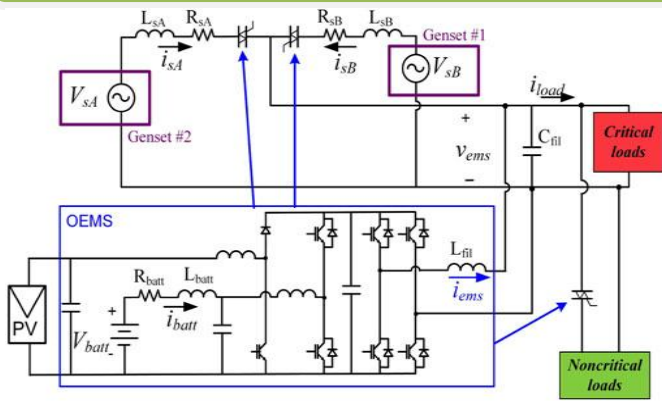 LsA RsA RsB LsB
Genset #1
isA isB
VsA VsB
Genset #2
iload
+
vems
−
Cfil
Critical
loads
OEMS
Lfil
iems
Rbatt Lbatt
+
ibatt
Vbatt
-
PV
Noncritical
loads